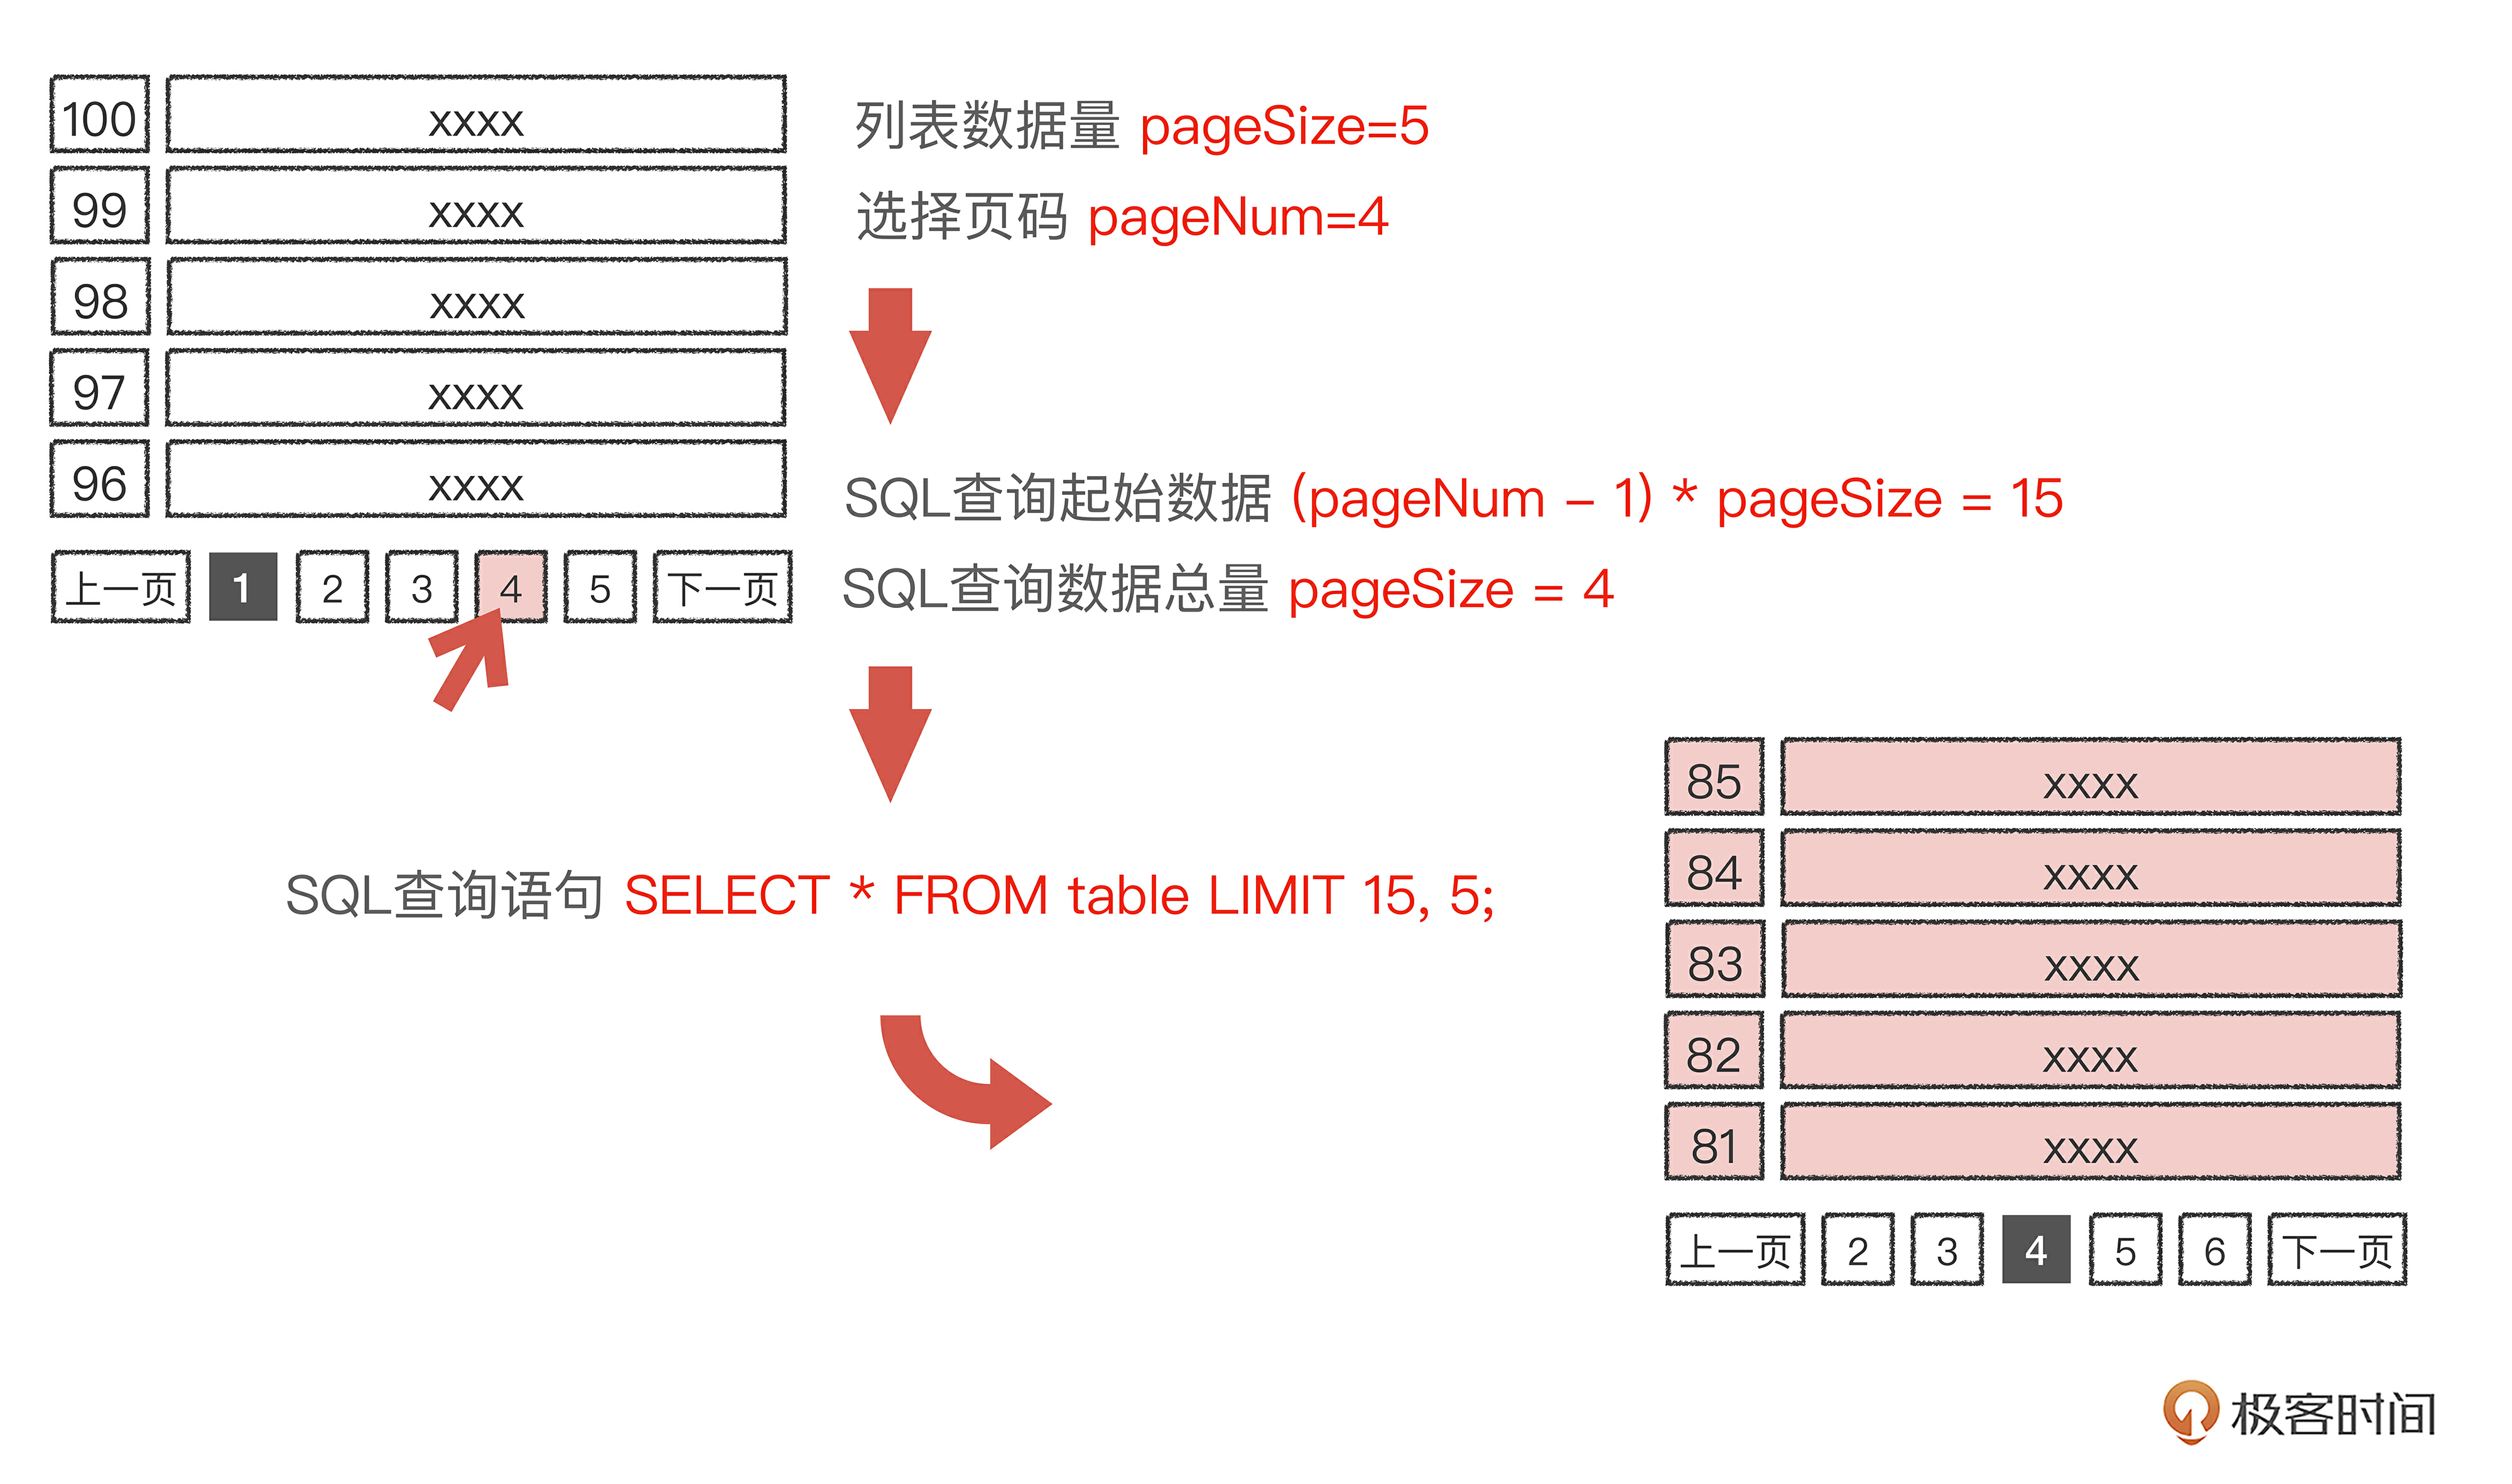 100 xxxx
99 xxxx
98 xxxx
97 xxxx
96 xxxx
上一页 1 2 3 4 5 下一页
列表数据量 pageSize=5
选择页码 pageNum=4
SQL查询起始数据 (pageNum – 1) * pageSize = 15
SQL查询数据总量 pageSize = 4
SQL查询语句 SELECT * FROM table LIMIT 15, 5;
85 xxxx
84 xxxx
83 xxxx
82 xxxx
81 xxxx
上一页 2 3 4 5 6 下一页
极客时间